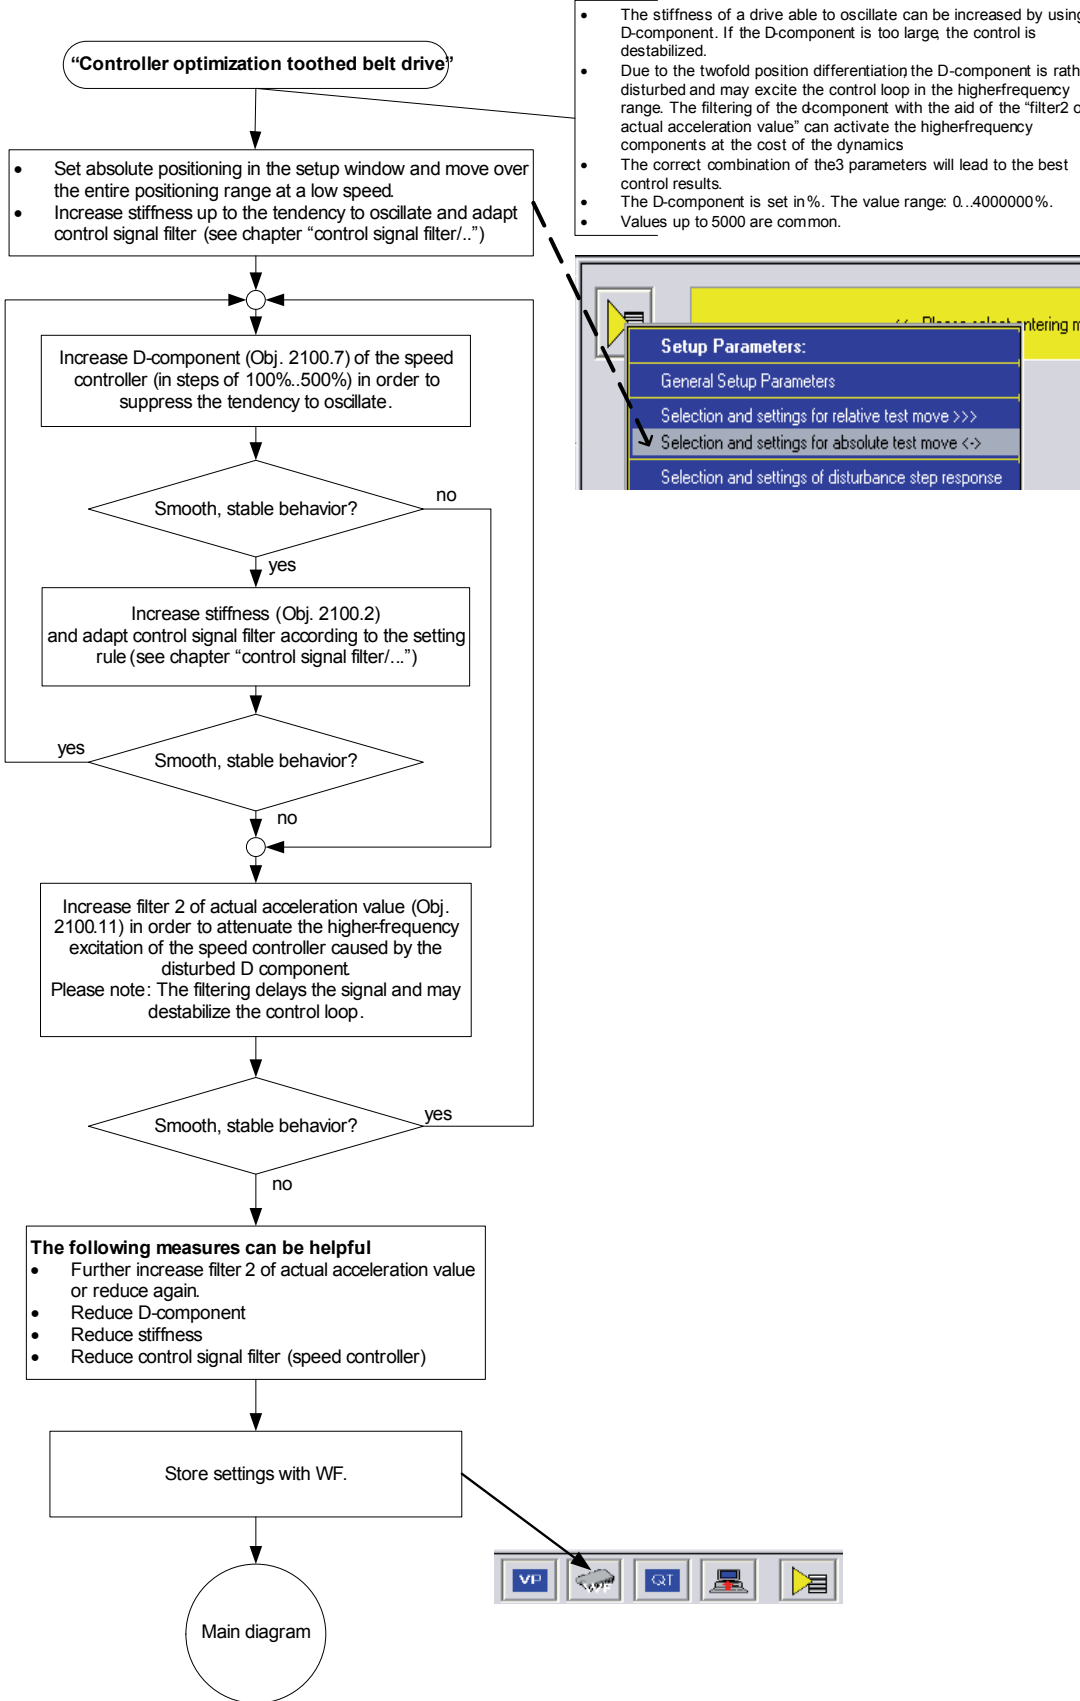 "Controller optimization toothed belt drive"
• The stiffness of a drive able to oscillate can be increased by using
D-component. If the D-component is too large, the control is
destabilized.
• Due to the twofold position differentiation, the D-component is rath
disturbed and may excite the control loop in the higher-frequency
range. The filtering of the d-component with the aid of the "filter2 o
actual acceleration value" can activate the higher-frequency
components at the cost of the dynamics
• The correct combination of the3 parameters will lead to the best
control results.
• The D-component is set in%. The value range: 0...4000000%.
• Values up to 5000 are common.
• Set absolute positioning in the setup window and move over
the entire positioning range at a low speed.
• Increase stiffness up to the tendency to oscillate and adapt
control signal filter (see chapter "control signal filter/..")
<< Please select entering m
Setup Parameters:
General Setup Parameters
Selection and settings for relative test move >>>
Selection and settings for absolute test move <->
Selection and settings of disturbance step response
Increase D-component (Obj. 2100.7) of the speed
controller (in steps of 100%..500%) in order to
suppress the tendency to oscillate.
Smooth, stable behavior?
no
yes
Increase stiffness (Obj. 2100.2)
and adapt control signal filter according to the setting
rule (see chapter "control signal filter/...")
Smooth, stable behavior?
yes
no
Increase filter 2 of actual acceleration value (Obj.
2100.11) in order to attenuate the higher-frequency
excitation of the speed controller caused by the
disturbed D component.
Please note: The filtering delays the signal and may
destabilize the control loop.
Smooth, stable behavior?
yes
no
The following measures can be helpful
• Further increase filter 2 of actual acceleration value
or reduce again.
• Reduce D-component
• Reduce stiffness
• Reduce control signal filter (speed controller)
Store settings with WF.
VP
WF
QT
Main diagram